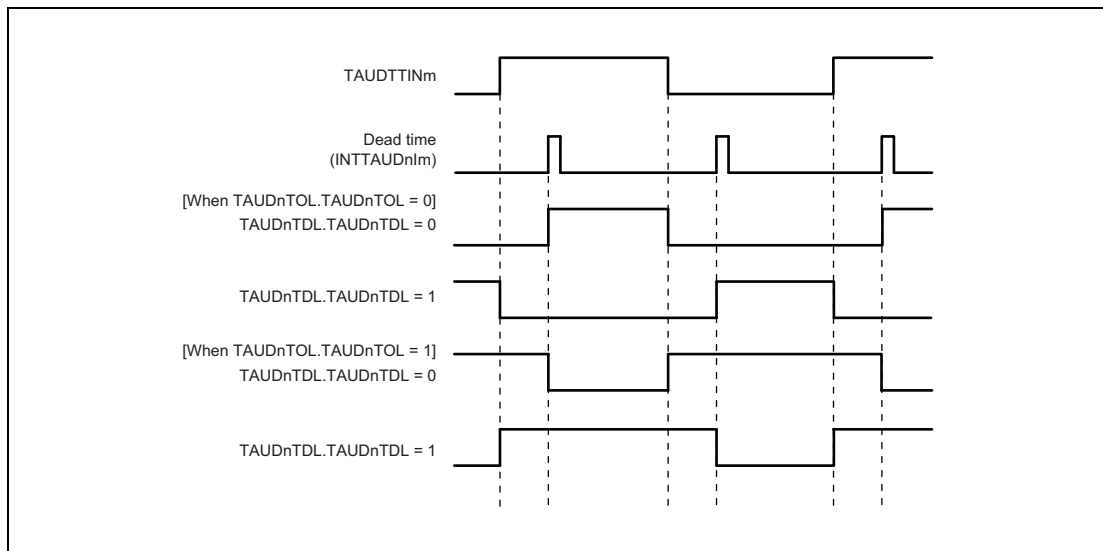 TAUDTTINm
Dead time
(INTTAUDnIm)
[When TAUDnTOL.TAUDnTOL = 0]
TAUDnTDL.TAUDnTDL = 0
TAUDnTDL.TAUDnTDL = 1
[When TAUDnTOL.TAUDnTOL = 1]
TAUDnTDL.TAUDnTDL = 0
TAUDnTDL.TAUDnTDL = 1